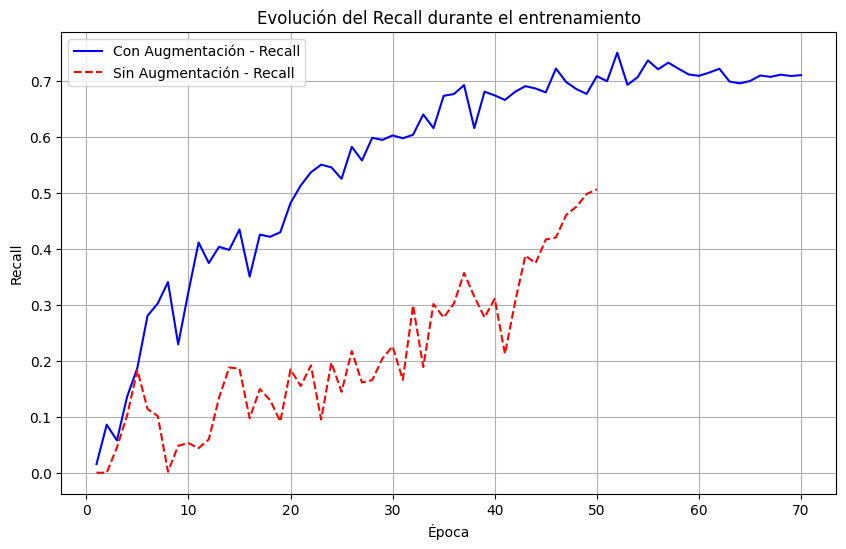 Evolución del Recall durante el entrenamiento
Con Augmentación - Recall
Sin Augmentación - Recall
Recall
0.7
0.6
0.5
0.4
0.3
0.2
0.1
0.0
0 10 20 30 40 50 60 70
Época